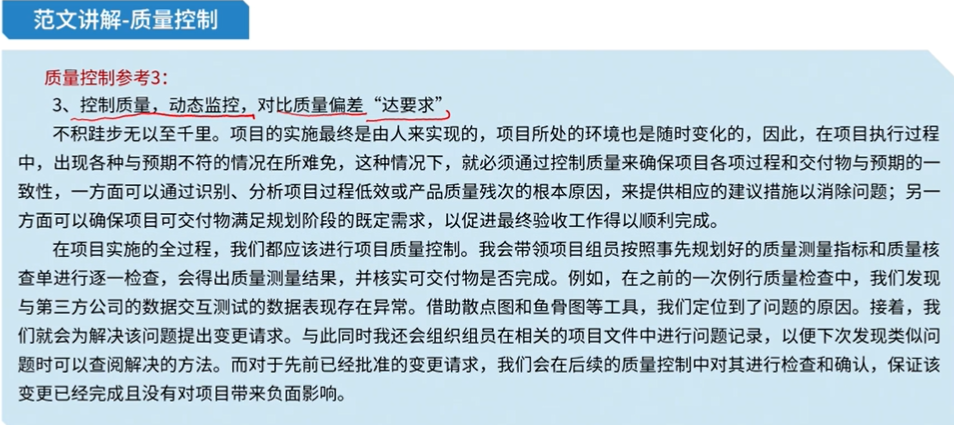 范文讲解-质量控制
质量控制参考3：
3、控制质量，动态监控，对比质量偏差“达要求”
不积跬步无以至千里。项目的实施最终是由人来实现的，项目所处的环境也是随时变化的，因此，在项目执行过程
中，出现各种与预期不符的情况在所难免，这种情况下，就必须通过控制质量来确保项目各项过程和交付物与预期的一
致性，一方面可以通过识别、分析项目过程低效或产品质量残次的根本原因，来提供相应的建议措施以消除问题；另一
方面可以确保项目可交付物满足规划阶段的既定需求，以促进最终验收工作得以顺利完成。
在项目实施的全过程，我们都应该进行项目质量控制。我会带领项目组员按照事先规划好的质量测量指标和质量核
查单进行逐一检查，会得出质量测量结果，并核实可交付物是否完成。例如，在之前的一次例行质量检查中，我们发现
与第三方公司的数据交互测试的数据表现存在异常。借助散点图和鱼骨图等工具，我们定位到了问题的原因。接着，我
们就会为解决该问题提出变更请求。与此同时我还会组织组员在相关的项目文件中进行问题记录，以便下次发现类似问
题时可以查阅解决的方法。而对于先前已经批准的变更请求，我们会在后续的质量控制中对其进行检查和确认，保证该
变更已经完成且没有对项目带来负面影响。